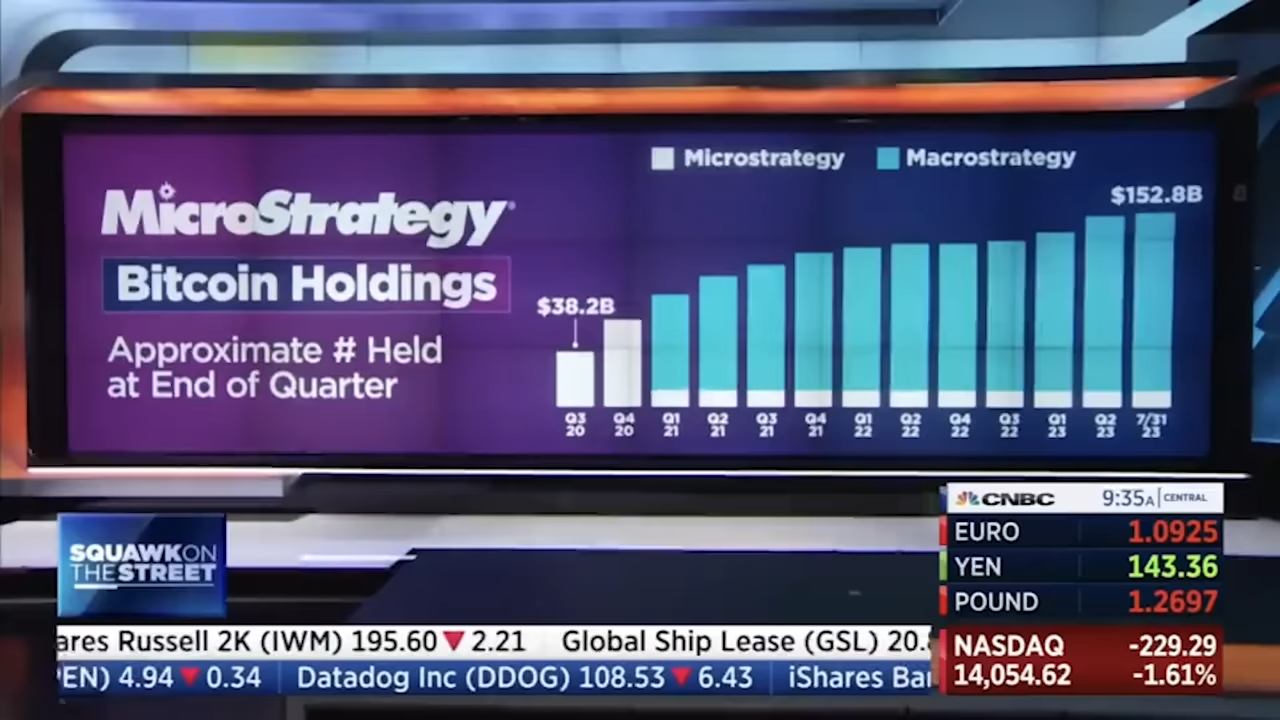 Microstrategy
Macrostrategy
MicroStrategy
Bitcoin Holdings
Approximate # Held
at End of Quarter
$38.2B
$152.8B
Q3 20
Q4 20
Q1 21
Q2 21
Q3 21
Q4 21
Q1 22
Q2 22
Q4 22
Q3 22
Q1 23
Q2 23
7/31 23
CNBC 9:35A CENTRAL
EURO 1.0925
YEN 143.36
POUND 1.2697
NASDAQ -229.29
14,054.62 -1.61%
SQUAWK ON
THE STREET
ares Russell 2K (IWM) 195.60 ▼ 2.21 Global Ship Lease (GSL) 20.
EN) 4.94 ▼ 0.34 Datadog Inc (DDOG) 108.53 ▼ 6.43 iShares Ba